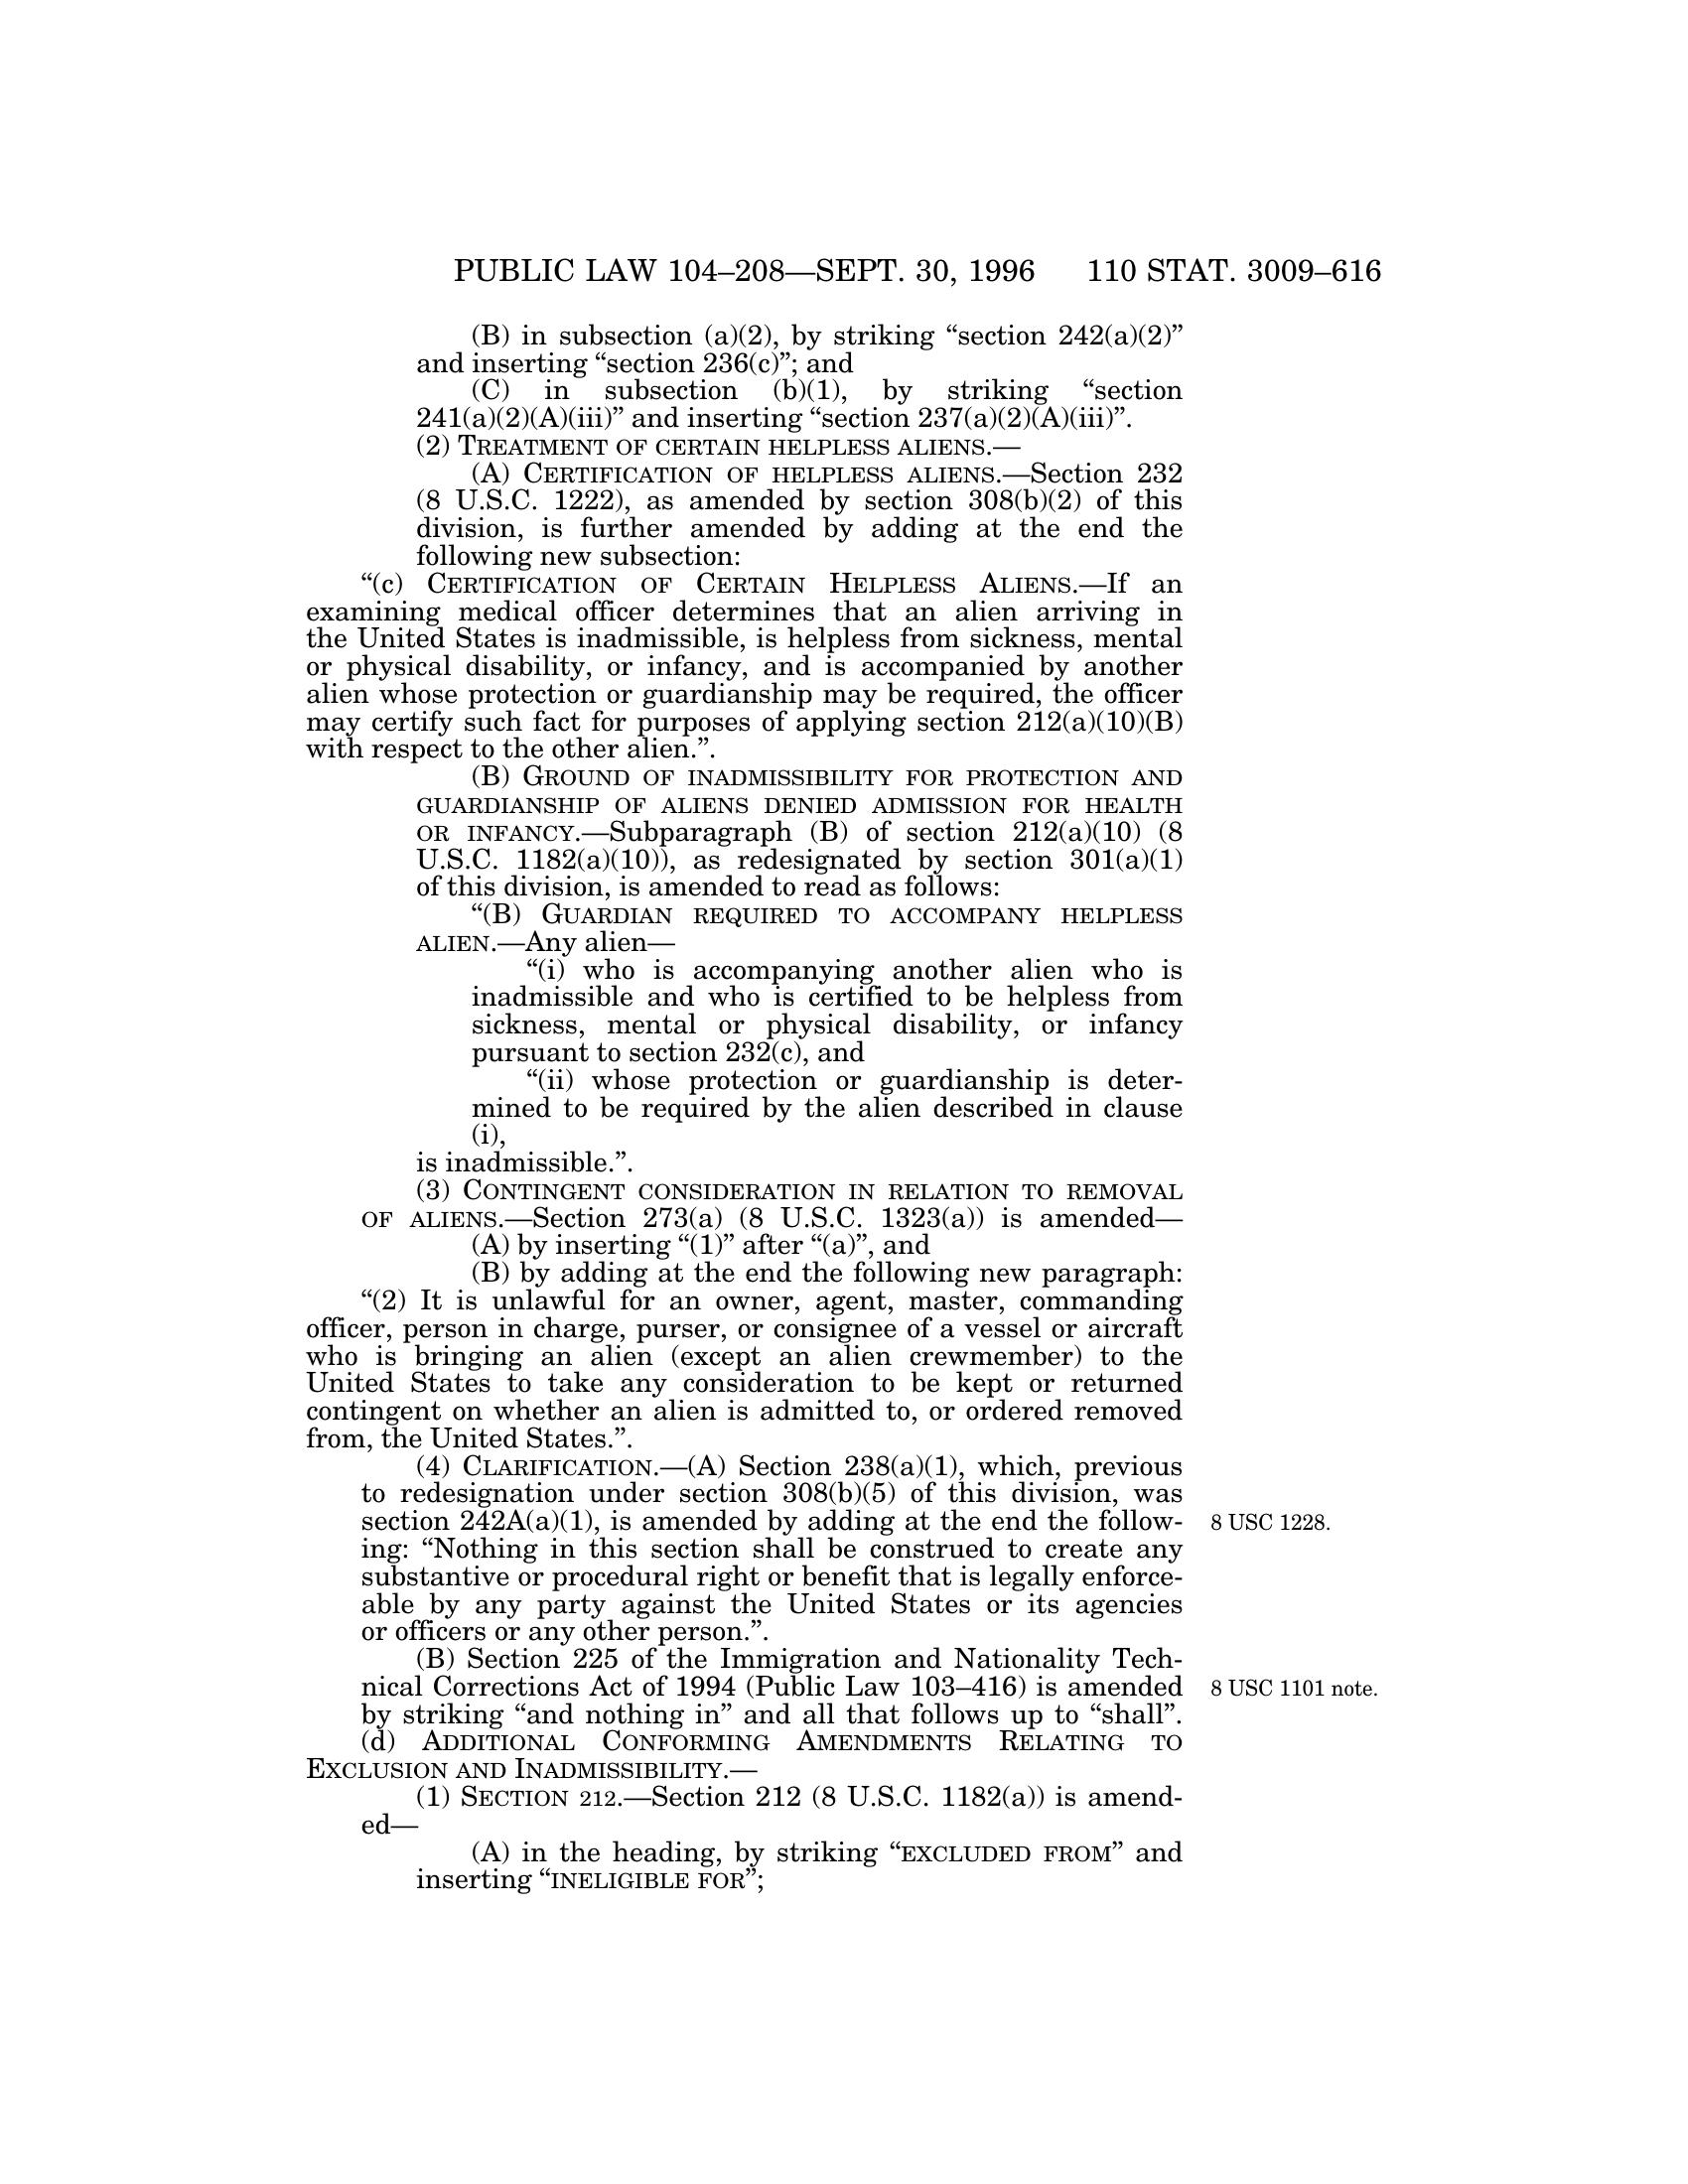 PUBLIC LAW 104–208—SEPT. 30, 1996 110 STAT. 3009–616
(B) in subsection (a)(2), by striking “section 242(a)(2)”
and inserting “section 236(c)”; and
(C) in subsection (b)(1), by striking “section
241(a)(2)(A)(iii)” and inserting “section 237(a)(2)(A)(iii)”.
(2) TREATMENT OF CERTAIN HELPLESS ALIENS.—
(A) CERTIFICATION OF HELPLESS ALIENS.—Section 232
(8 U.S.C. 1222), as amended by section 308(b)(2) of this
division, is further amended by adding at the end the
following new subsection:
“(c) CERTIFICATION OF CERTAIN HELPLESS ALIENS.—If an
examining medical officer determines that an alien arriving in
the United States is inadmissible, is helpless from sickness, mental
or physical disability, or infancy, and is accompanied by another
alien whose protection or guardianship may be required, the officer
may certify such fact for purposes of applying section 212(a)(10)(B)
with respect to the other alien.”.
(B) GROUND OF INADMISSIBILITY FOR PROTECTION AND
GUARDIANSHIP OF ALIENS DENIED ADMISSION FOR HEALTH
OR INFANCY.—Subparagraph (B) of section 212(a)(10) (8
U.S.C. 1182(a)(10)), as redesignated by section 301(a)(1)
of this division, is amended to read as follows:
“(B) GUARDIAN REQUIRED TO ACCOMPANY HELPLESS
ALIEN.—Any alien—
“(i) who is accompanying another alien who is
inadmissible and who is certified to be helpless from
sickness, mental or physical disability, or infancy
pursuant to section 232(c), and
“(ii) whose protection or guardianship is deter-
mined to be required by the alien described in clause
(i),
is inadmissible.”.
(3) CONTINGENT CONSIDERATION IN RELATION TO REMOVAL
OF ALIENS.—Section 273(a) (8 U.S.C. 1323(a)) is amended—
(A) by inserting “(1)” after “(a)”, and
(B) by adding at the end the following new paragraph:
“(2) It is unlawful for an owner, agent, master, commanding
officer, person in charge, purser, or consignee of a vessel or aircraft
who is bringing an alien (except an alien crewmember) to the
United States to take any consideration to be kept or returned
contingent on whether an alien is admitted to, or ordered removed
from, the United States.”.
(4) CLARIFICATION.—(A) Section 238(a)(1), which, previous
to redesignation under section 308(b)(5) of this division, was
section 242A(a)(1), is amended by adding at the end the follow-
8 USC 1228.
ing: “Nothing in this section shall be construed to create any
substantive or procedural right or benefit that is legally enforce-
able by any party against the United States or its agencies
or officers or any other person.”.
(B) Section 225 of the Immigration and Nationality Tech-
nical Corrections Act of 1994 (Public Law 103–416) is amended
8 USC 1101 note.
by striking “and nothing in” and all that follows up to “shall”.
(d) ADDITIONAL CONFORMING AMENDMENTS RELATING TO
EXCLUSION AND INADMISSIBILITY.—
(1) SECTION 212.—Section 212 (8 U.S.C. 1182(a)) is amend-
ed—
(A) in the heading, by striking “EXCLUDED FROM” and
inserting “INELIGIBLE FOR”;